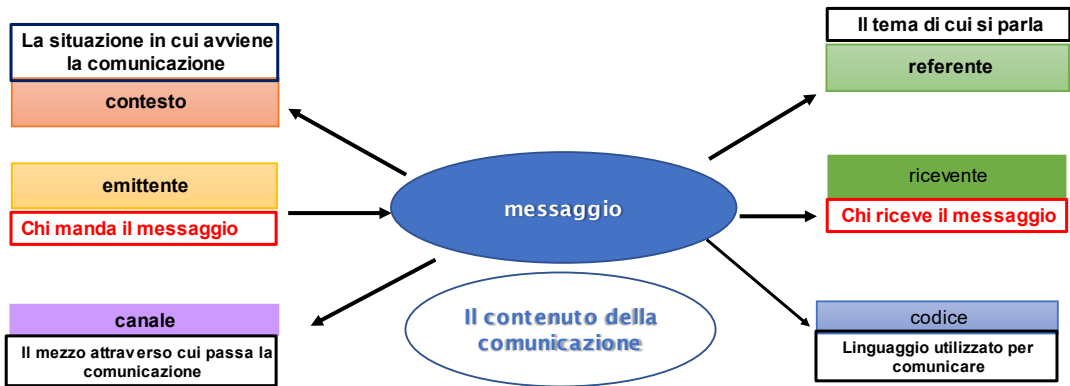 La situazione in cui avviene
la comunicazione
contesto
Il tema di cui si parla
referente
emittente
Chi manda il messaggio
messaggio
ricevente
Chi riceve il messaggio
canale
Il mezzo attraverso cui passa la
comunicazione
Il contenuto della
comunicazione
codice
Linguaggio utilizzato per
comunicare